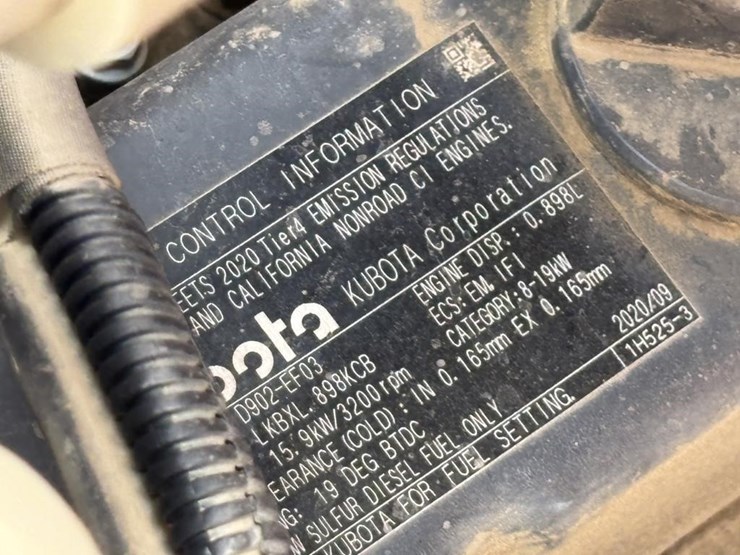 CONTROL INFORMATION
EETS 2020 Tier4 EMISSION REGULATIONS
AND CALIFORNIA NONROAD CI ENGINES.
bota KUBOTA Corporation
D902-EF03 ENGINE DISP.: 0.898L
LKBXL.898KCB ECS:EM, IFI
15.9kW/3200rpm CATEGORY:8-19kW
EARANCE(COLD): IN 0.165mm EX 0.165mm
NG: 19 DEG BTDC 2020/09
W SULFUR DIESEL FUEL ONLY 1H525-3
KUBOTA FOR FUEL SETTING.